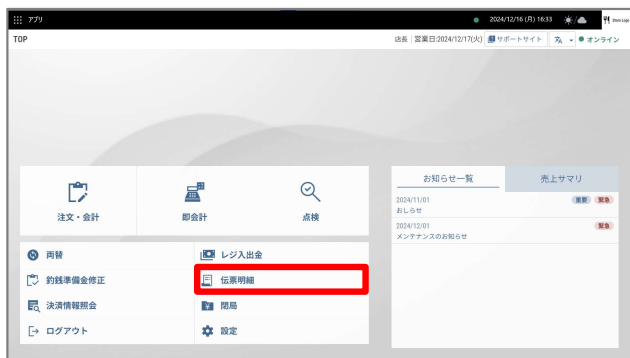 アプリ 2024/12/16 (月) 16:33 Store Logo
TOP 店長 営業日:2024/12/17(火) サポートサイト オンライン
お知らせ一覧 売上サマリ
2024/11/01 重要 緊急
おしらせ
2024/12/01 緊急
メンテナンスのお知らせ
注文・会計 即会計 点検
両替 レジ入出金
釣銭準備金修正 伝票明細
決済情報照会 閉局
ログアウト 設定